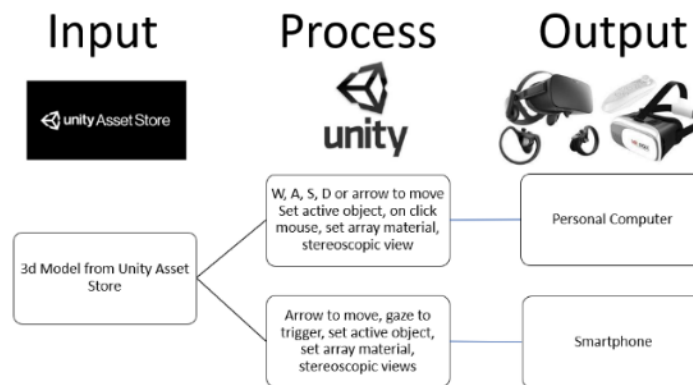 Input
Process
Output
unity Asset Store
unity
W, A, S, D or arrow to move
Set active object, on click
mouse, set array material,
stereoscopic view
Personal Computer
3d Model from Unity Asset
Store
Arrow to move, gaze to
trigger, set active object,
set array material,
stereoscopic views
Smartphone